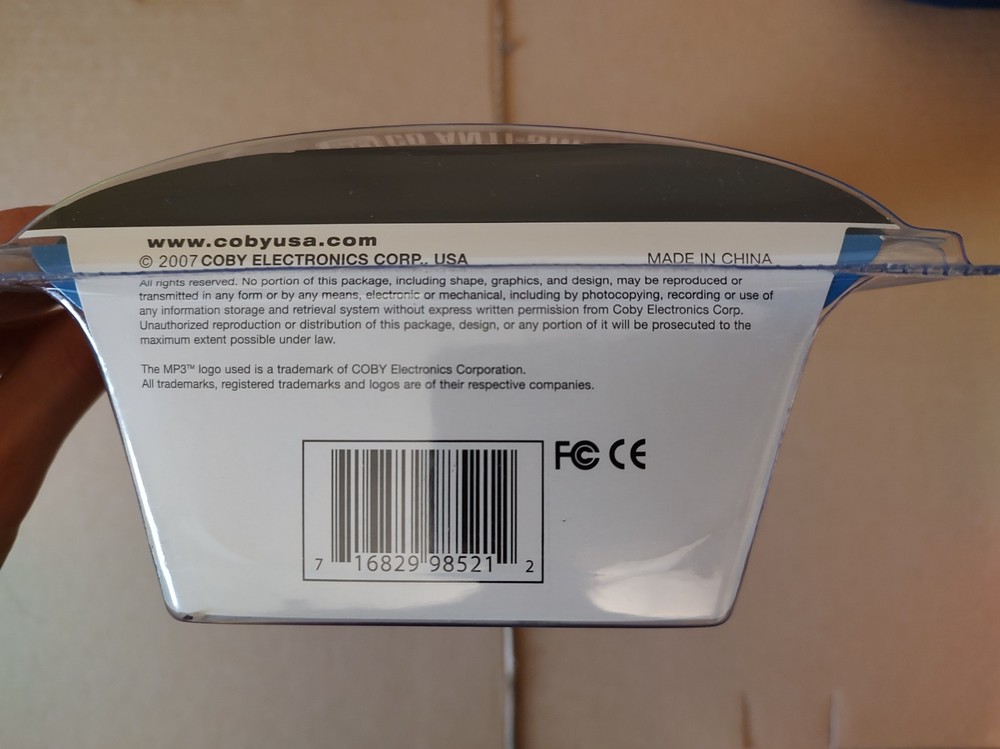 www.cobyusa.com
© 2007 COBY ELECTRONICS CORP., USA MADE IN CHINA
All rights reserved. No portion of this package, including shape, graphics, and design, may be reproduced or
transmitted in any form or by any means, electronic or mechanical, including by photocopying, recording or use of
any information storage and retrieval system without express written permission from Coby Electronics Corp.
Unauthorized reproduction or distribution of this package, design, or any portion of it will be prosecuted to the
maximum extent possible under law.
The MP3™ logo used is a trademark of COBY Electronics Corporation.
All trademarks, registered trademarks and logos are of their respective companies.
FC CE
7 16829 98521 2